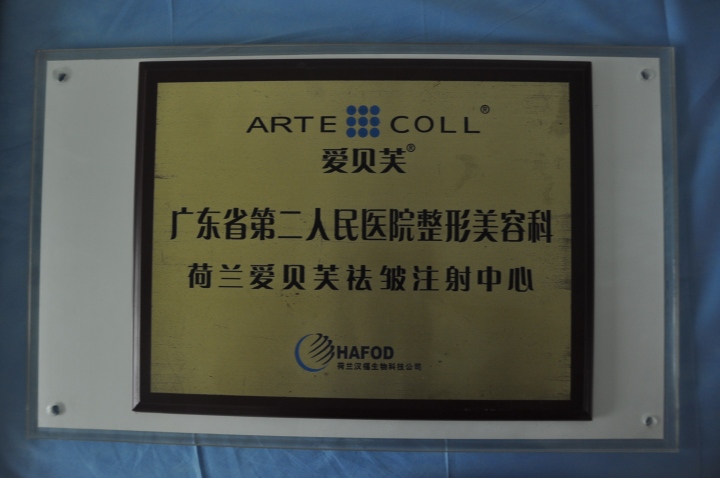 ARTE COLL®
爱贝芙®
广东省第二人民医院整形美容科
荷兰爱贝芙祛皱注射中心
HAFOD
荷兰汉福生物科技公司